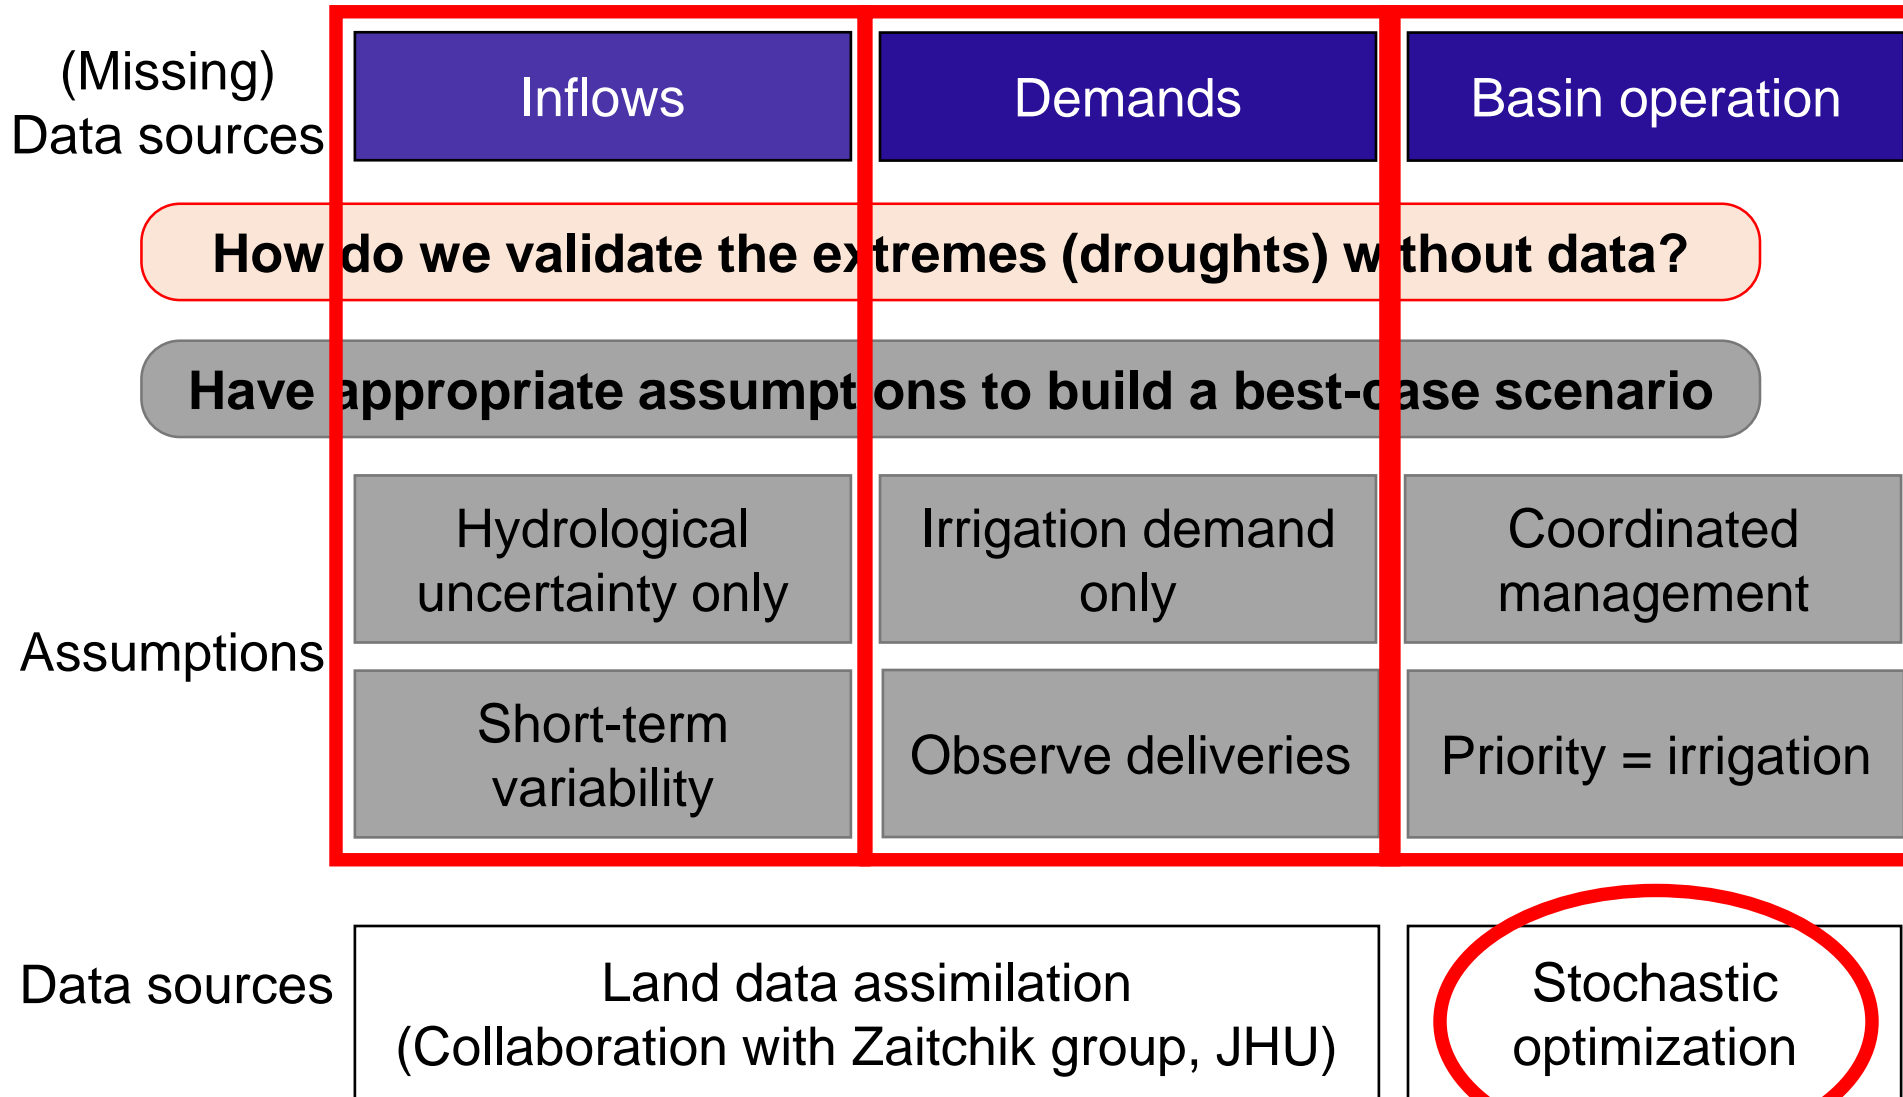 (Missing)
Data sources
Inflows
Demands
Basin operation
How do we validate the extremes (droughts) without data?
Have appropriate assumptions to build a best-case scenario
Assumptions
Hydrological
uncertainty only
Irrigation demand
only
Coordinated
management
Short-term
variability
Observe deliveries
Priority = irrigation
Data sources
Land data assimilation
(Collaboration with Zaitchik group, JHU)
Stochastic
optimization